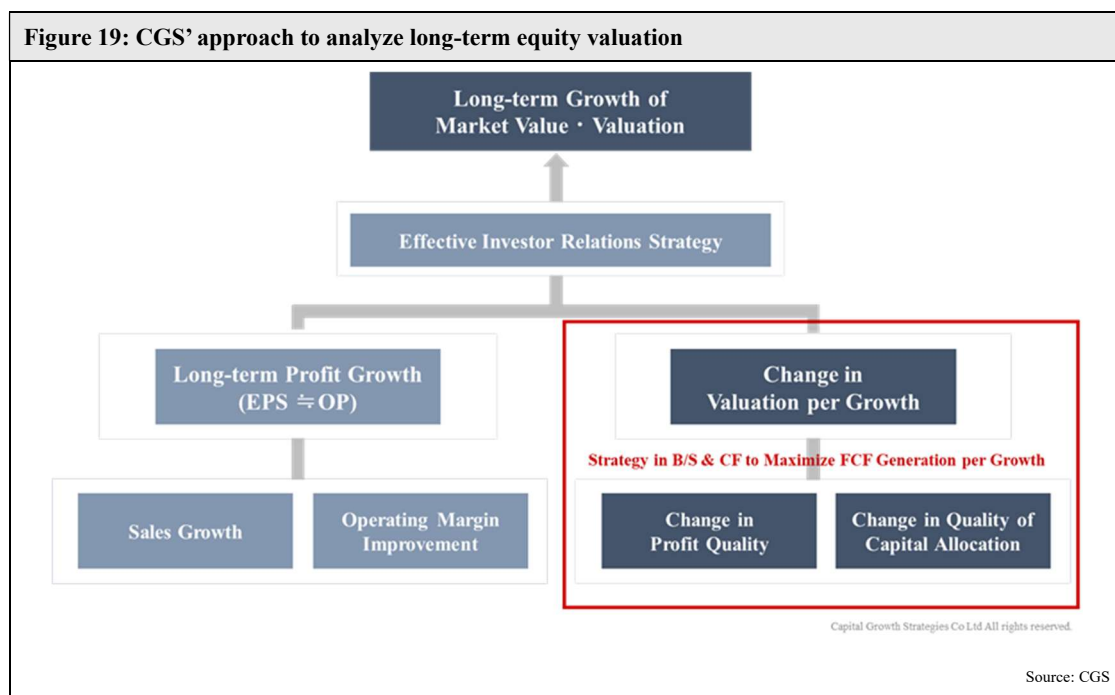 Figure 19: CGS’ approach to analyze long-term equity valuation
Long-term Growth of
Market Value・Valuation
Effective Investor Relations Strategy
Long-term Profit Growth
(EPS ≒OP)
Change in
Valuation per Growth
Strategy in B/S & CF to Maximize FCF Generation per Growth
Sales Growth
Operating Margin
Improvement
Change in
Profit Quality
Change in Quality of
Capital Allocation
Capital Growth Strategies Co Ltd All rights reserved.
Source: CGS